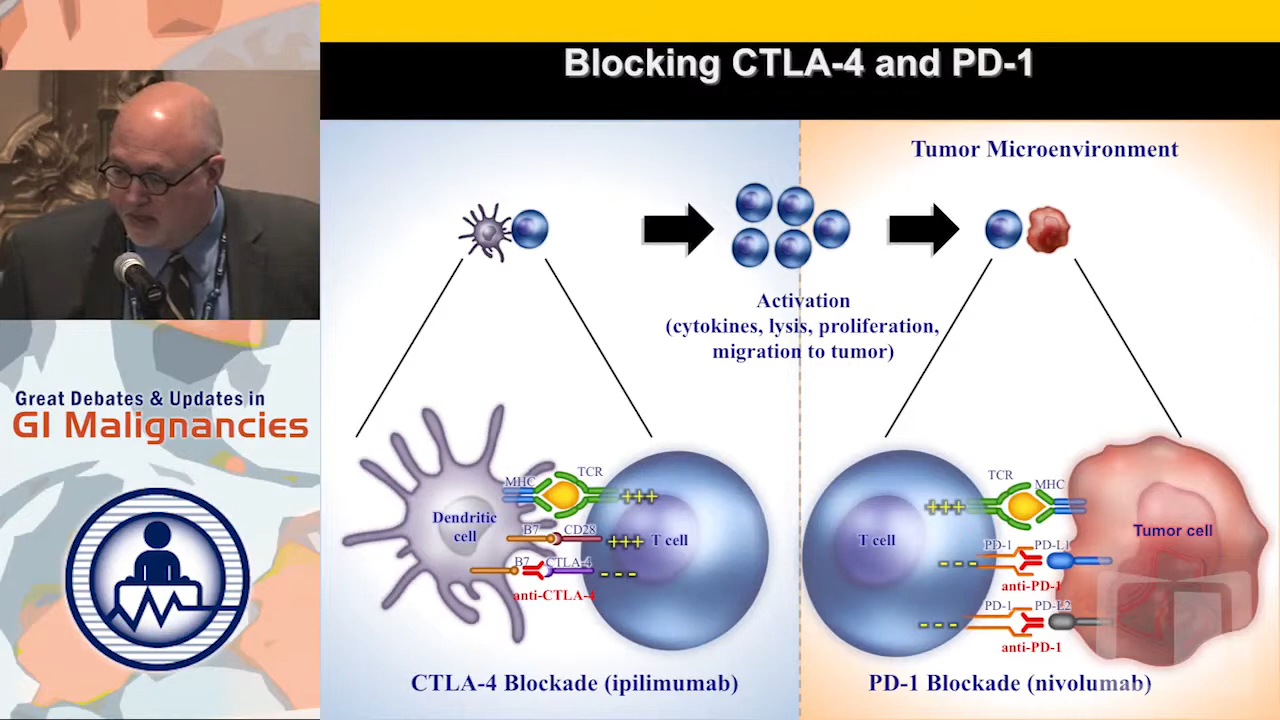 Blocking CTLA-4 and PD-1
Tumor Microenvironment
Activation
(cytokines, lysis, proliferation,
migration to tumor)
Great Debates & Updates in
GI Malignancies
MHC
TCR
+++
Dendritic
cell
B7
CD28
+++
T cell
B7
CTLA-4
---
anti-CTLA-4
CTLA-4 Blockade (ipilimumab)
TCR
MHC
+++
T cell
Tumor cell
PD-1
PD-L1
----
anti-PD-1
PD-1
PD-L2
---
anti-PD-1
PD-1 Blockade (nivolumab)